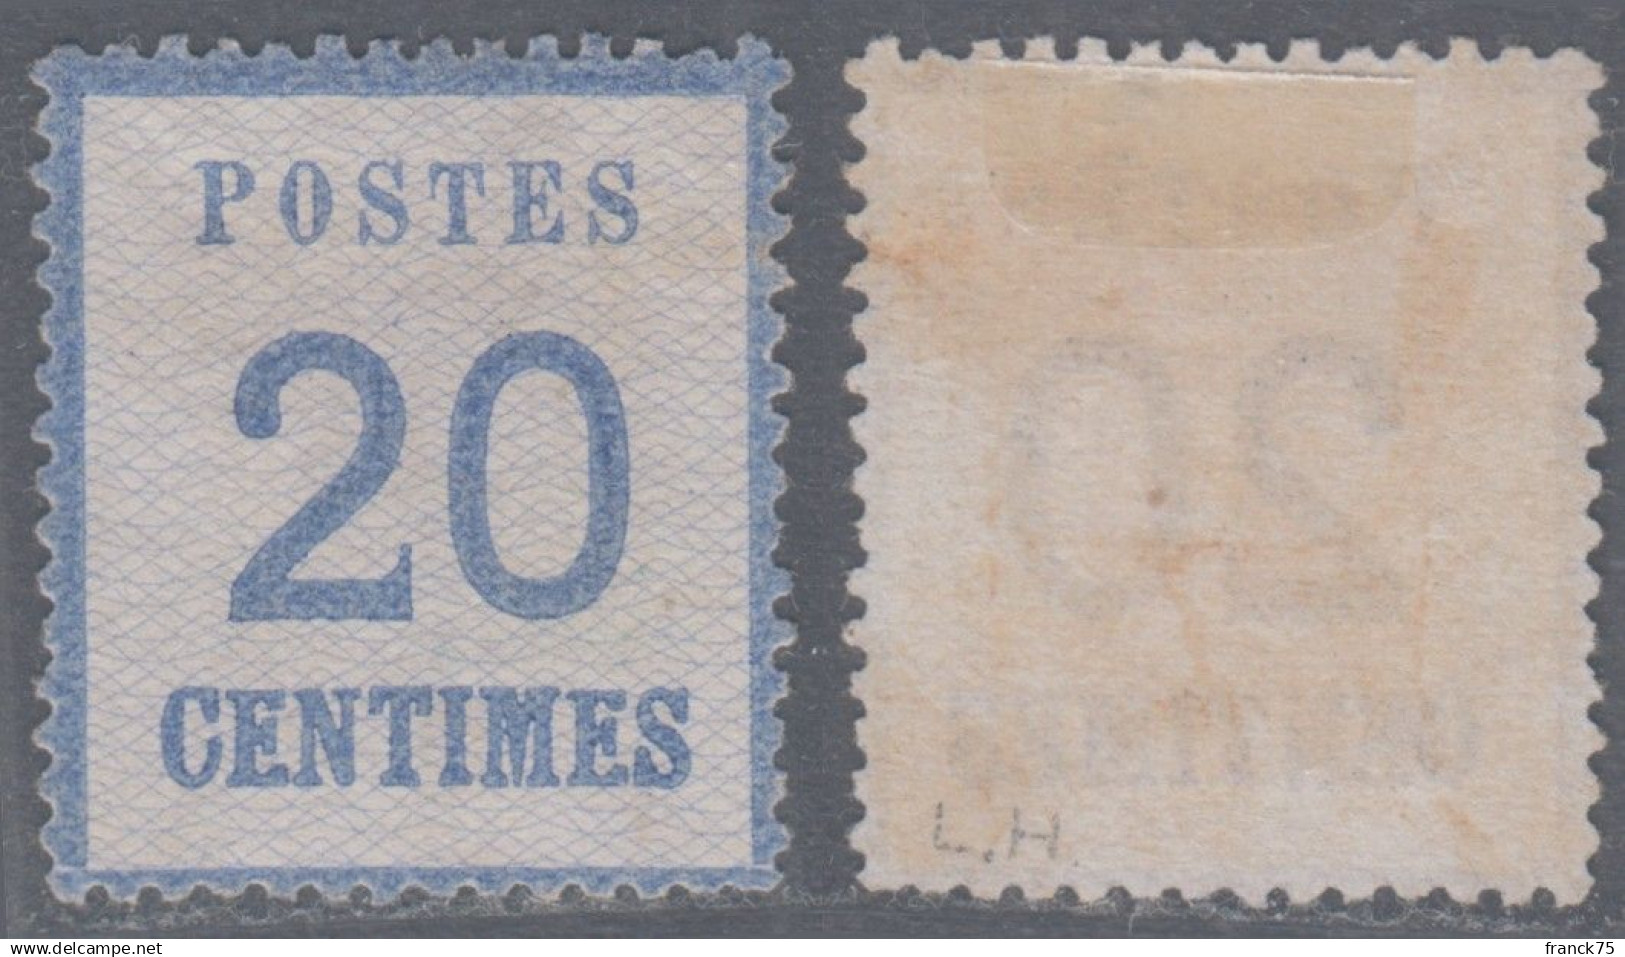 POSTES
20
CENTIMES
L.H.
www.delcampe.net
franck75